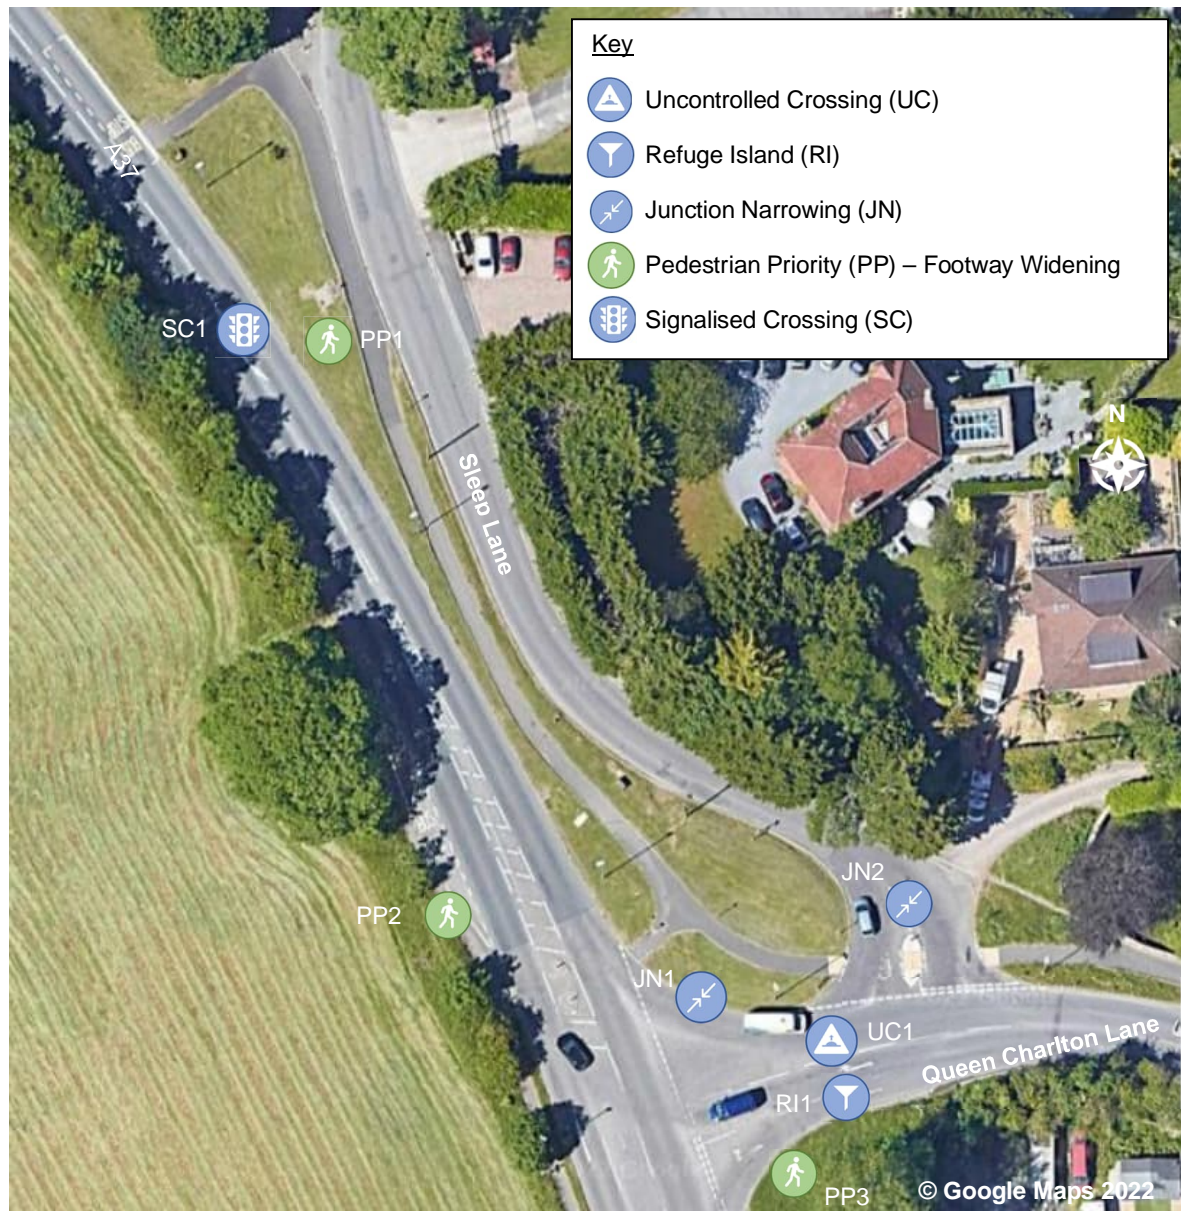 Key
Uncontrolled Crossing (UC)
Refuge Island (RI)
Junction Narrowing (JN)
Pedestrian Priority (PP) – Footway Widening
Signalised Crossing (SC)
A37
SC1
PP1
N
Sleep Lane
JN2
PP2
JN1
UC1
Queen Charlton Lane
RI1
PP3
© Google Maps 2022